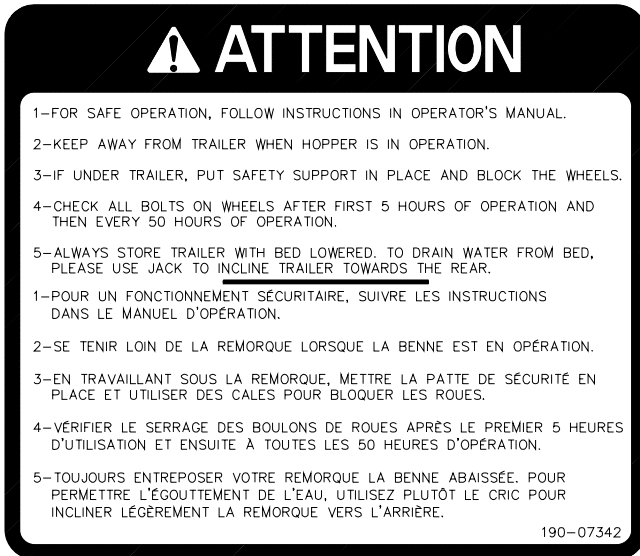 ATTENTION
1-FOR SAFE OPERATION, FOLLOW INSTRUCTIONS IN OPERATOR'S MANUAL.
2-KEEP AWAY FROM TRAILER WHEN HOPPER IS IN OPERATION.
3-IF UNDER TRAILER, PUT SAFETY SUPPORT IN PLACE AND BLOCK THE WHEELS.
4-CHECK ALL BOLTS ON WHEELS AFTER FIRST 5 HOURS OF OPERATION AND
THEN EVERY 50 HOURS OF OPERATION.
5-ALWAYS STORE TRAILER WITH BED LOWERED. TO DRAIN WATER FROM BED,
PLEASE USE JACK TO INCLINE TRAILER TOWARDS THE REAR.
1-POUR UN FONCTIONNEMENT SÉCURITAIRE, SUIVRE LES INSTRUCTIONS
DANS LE MANUEL D'OPÉRATION.
2-SE TENIR LOIN DE LA REMORQUE LORSQUE LA BENNE EST EN OPÉRATION.
3-EN TRAVAILLANT SOUS LA REMORQUE, METTRE LA PATTE DE SÉCURITÉ EN
PLACE ET UTILISER DES CALES POUR BLOQUER LES ROUES.
4-VÉRIFIER LE SERRAGE DES BOULONS DE ROUES APRÈS LE PREMIER 5 HEURES
D'UTILISATION ET ENSUITE À TOUTES LES 50 HEURES D'OPÉRATION.
5-TOUJOURS ENTREPOSER VOTRE REMORQUE LA BENNE ABAISSÉE. POUR
PERMETTRE L'ÉGOUTTEMENT DE L'EAU, UTILISEZ PLUTÔT LE CRIC POUR
INCLINER LÉGÈREMENT LA REMORQUE VERS L'ARRIÈRE.
190-07342